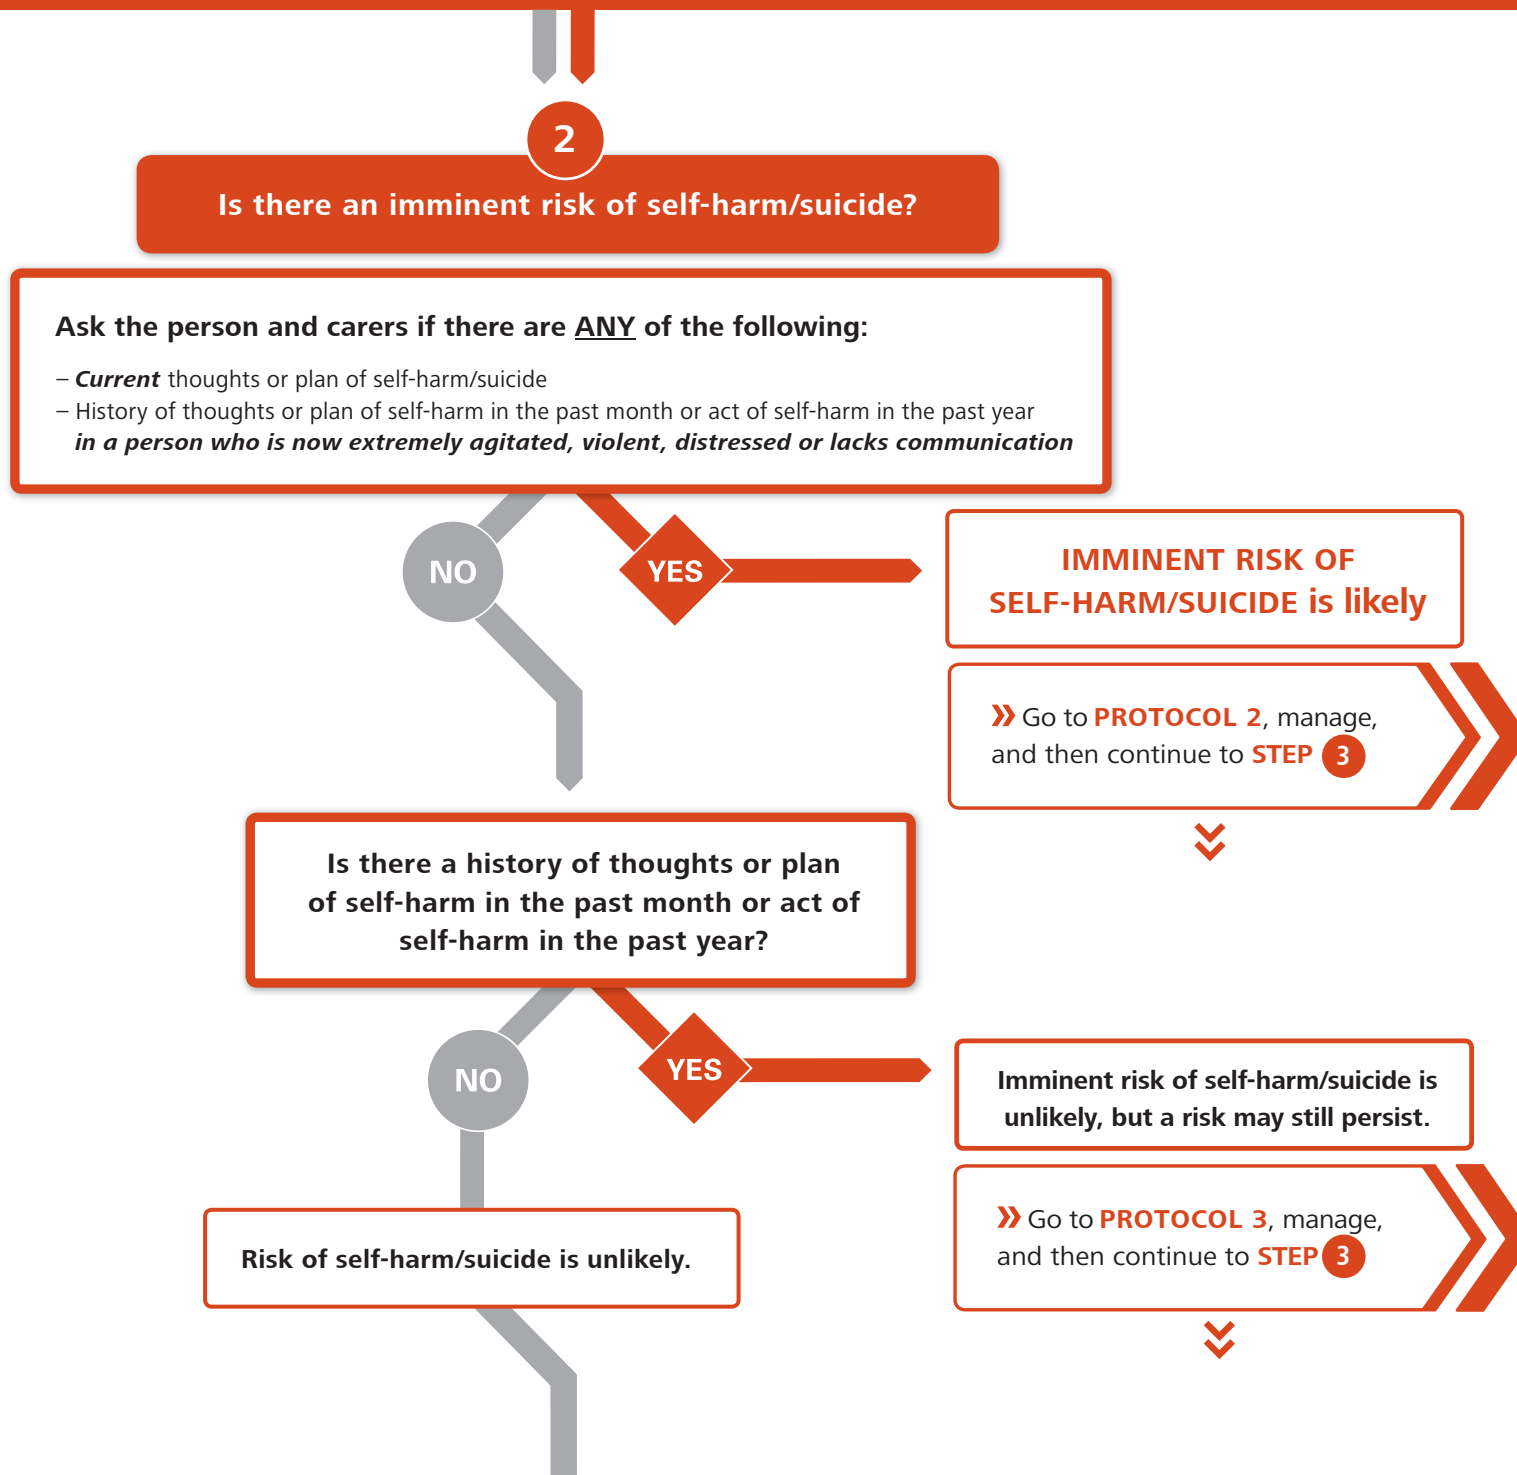 2
Is there an imminent risk of self-harm/suicide?
Ask the person and carers if there are ANY of the following:
– Current thoughts or plan of self-harm/suicide
– History of thoughts or plan of self-harm in the past month or act of self-harm in the past year
in a person who is now extremely agitated, violent, distressed or lacks communication
NO
YES
IMMINENT RISK OF
SELF-HARM/SUICIDE is likely
» Go to PROTOCOL 2, manage,
and then continue to STEP 3
Is there a history of thoughts or plan
of self-harm in the past month or act of
self-harm in the past year?
NO
YES
Imminent risk of self-harm/suicide is
unlikely, but a risk may still persist.
» Go to PROTOCOL 3, manage,
and then continue to STEP 3
Risk of self-harm/suicide is unlikely.